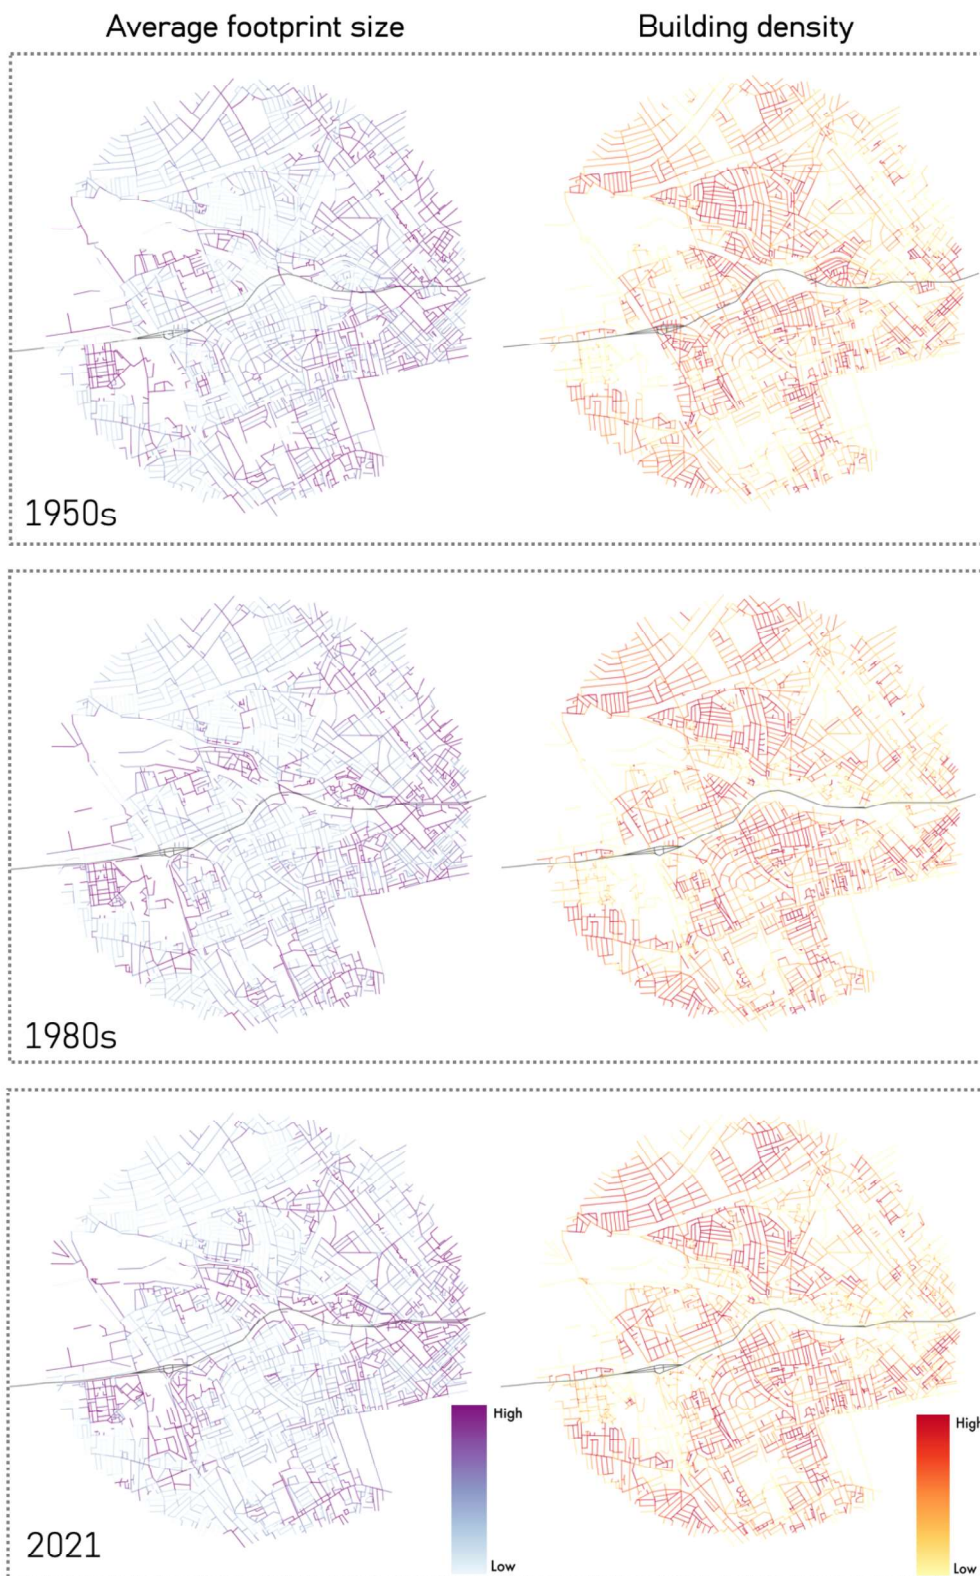 Average footprint size
Building density
1950s
1980s
2021
High
Low
High
Low